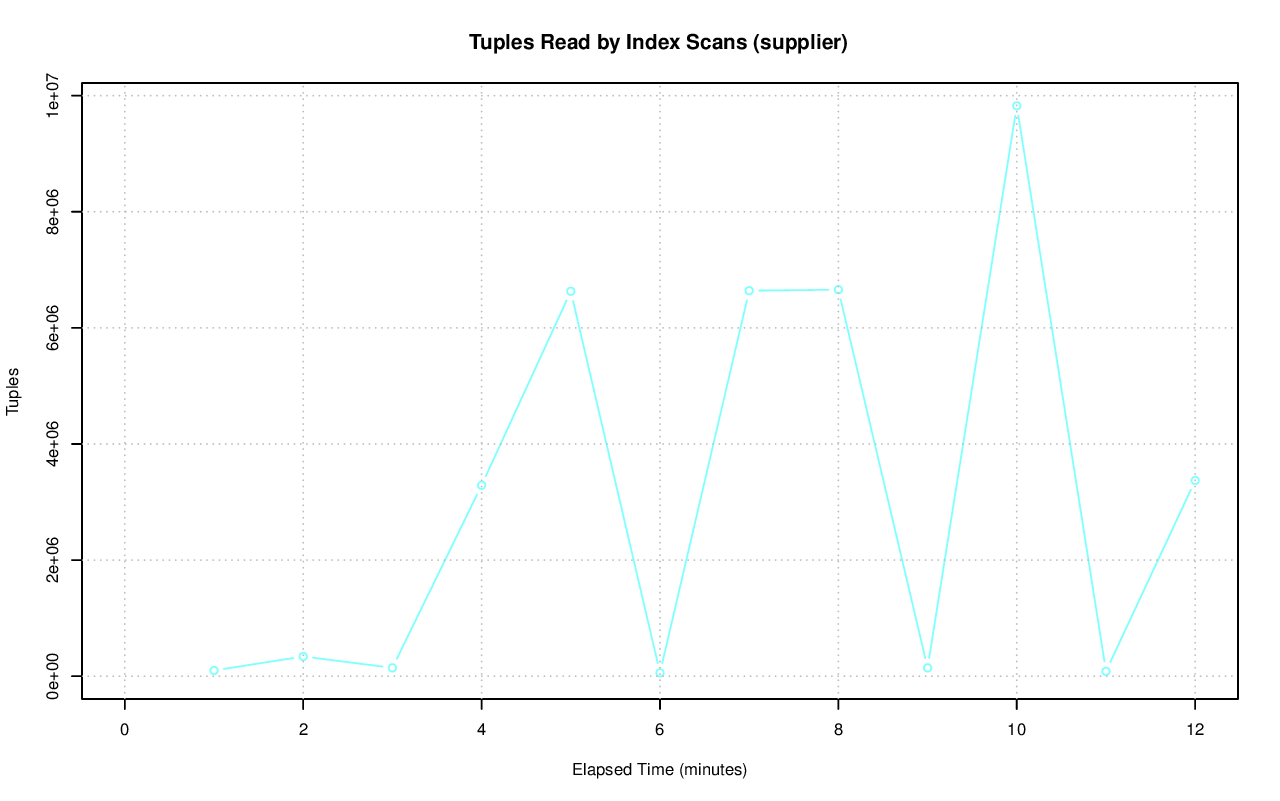 Tuples Read by Index Scans (supplier)
Tuples
1e+07
8e+06
6e+06
4e+06
2e+06
0e+00
0 2 4 6 8 10 12
Elapsed Time (minutes)